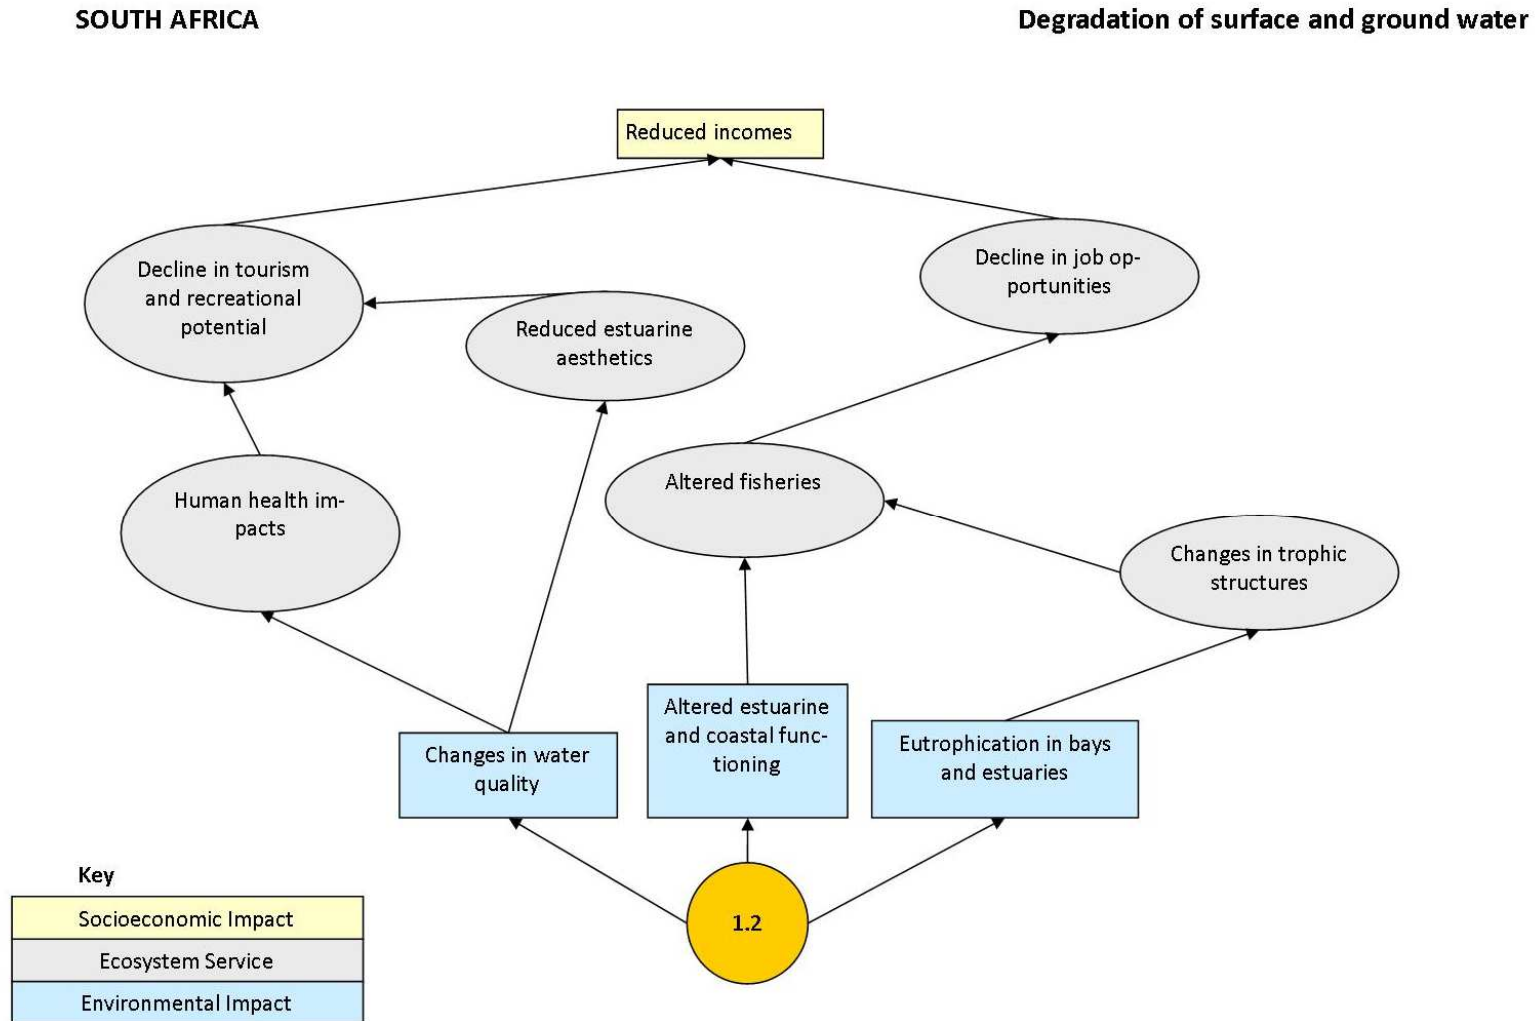 SOUTH AFRICA
Degradation of surface and ground water
Reduced incomes
Decline in tourism
and recreational
potential
Reduced estuarine
aesthetics
Decline in job op-
portunities
Human health im-
pacts
Altered fisheries
Changes in trophic
structures
Changes in water
quality
Altered estuarine
and coastal func-
tioning
Eutrophication in bays
and estuaries
1.2
Key
Socioeconomic Impact
Ecosystem Service
Environmental Impact